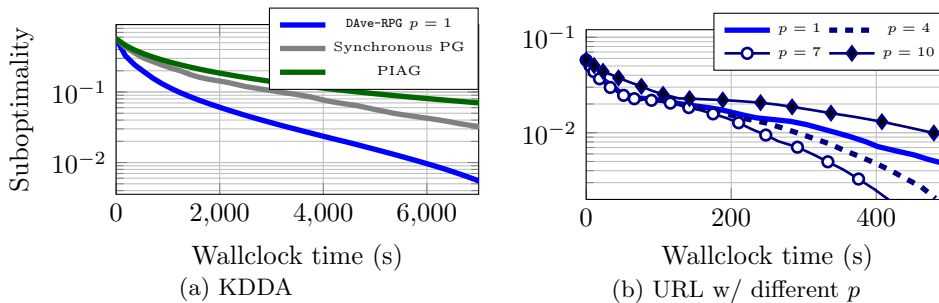 Suboptimality
10^{-1}
10^{-2}
DAve-RPG p = 1
Synchronous PG
PIAG
0 2,000 4,000 6,000
Wallclock time (s)
(a) KDDA
10^{-1}
10^{-2}
p = 1 p = 4
p = 7 p = 10
0 200 400
Wallclock time (s)
(b) URL w/ different p